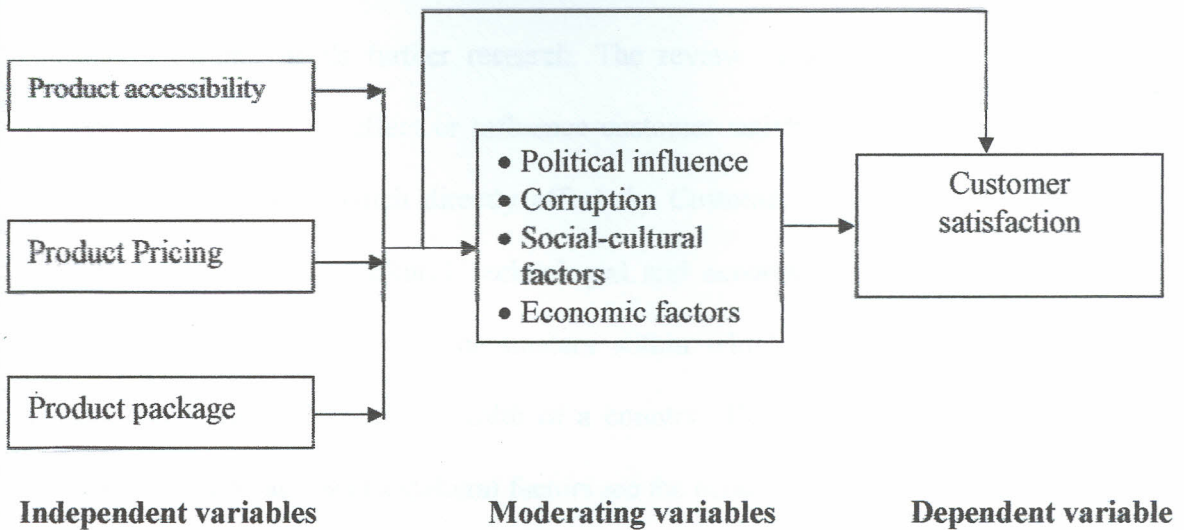 Product accessibility
Product Pricing
Product package
• Political influence
• Corruption
• Social-cultural
factors
• Economic factors
Customer
satisfaction
Independent variables
Moderating variables
Dependent variable